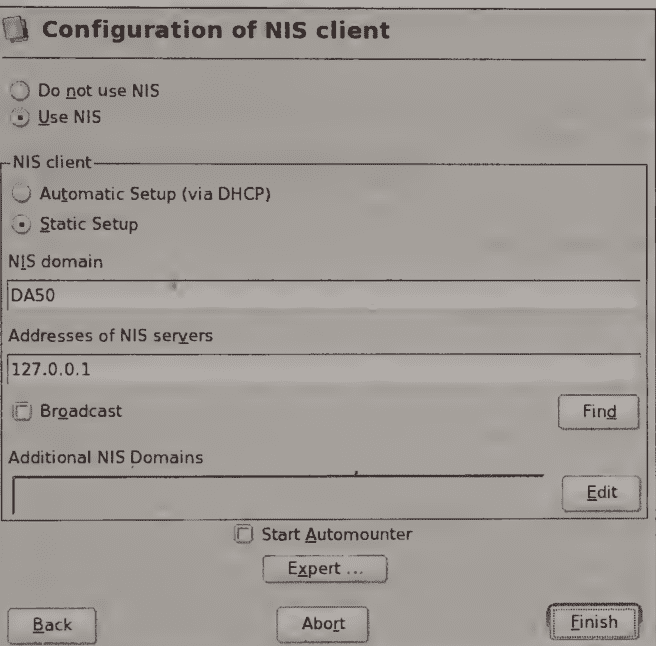 Configuration of NIS client
Do not use NIS
Use NIS
NIS client
Automatic Setup (via DHCP)
Static Setup
NIS domain
DA50
Addresses of NIS servers
127.0.0.1
Broadcast
Find
Additional NIS Domains
Edit
Start Automounter
Expert ...
Back
Abort
Finish